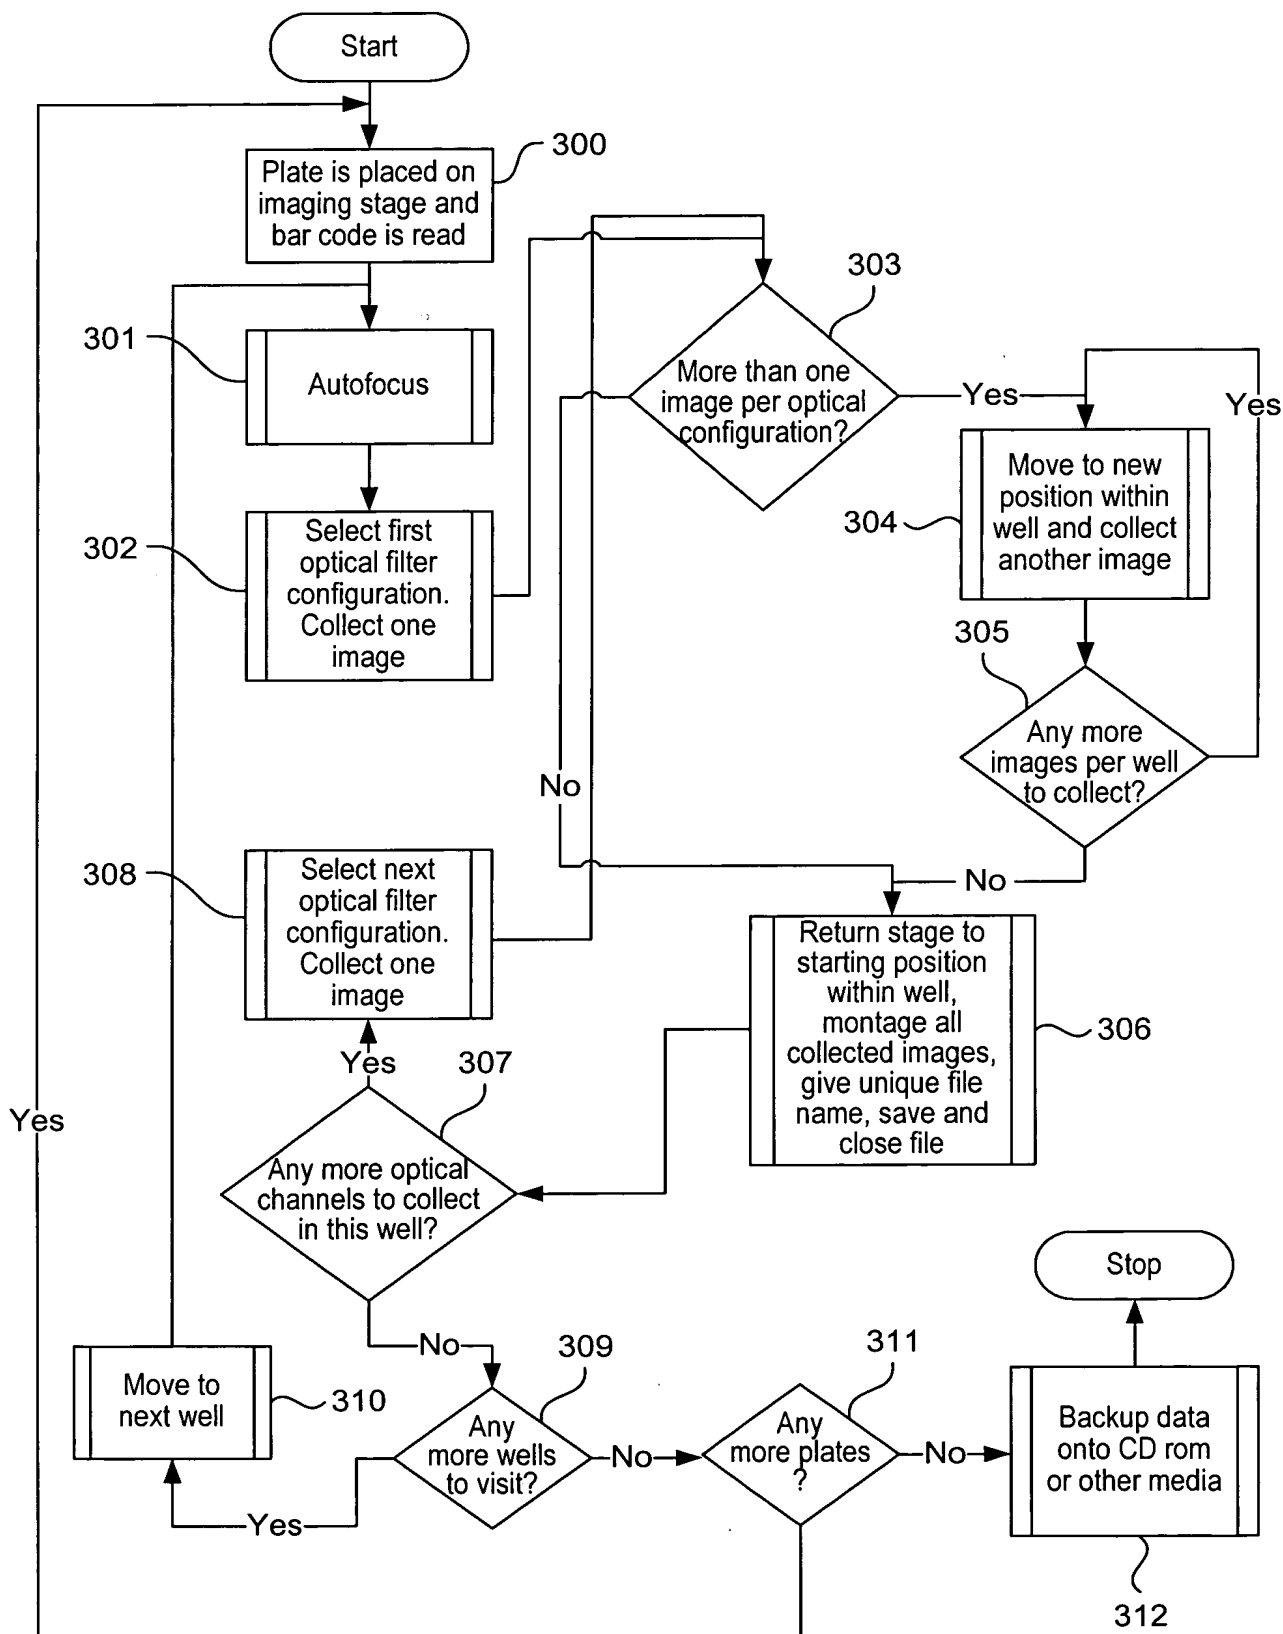 Start
300
Plate is placed on
imaging stage and
bar code is read
301
Autofocus
302
Select first
optical filter
configuration.
Collect one
image
303
More than one
image per optical
configuration?
Yes
Yes
304
Move to new
position within
well and collect
another image
305
Any more
images per well
to collect?
No
No
308
Select next
optical filter
configuration.
Collect one
image
Return stage to
starting position
within well,
montage all
collected images,
give unique file
name, save and
close file
306
Yes
307
Yes
Any more optical
channels to collect
in this well?
Stop
No
309
311
Move to
next well
310
Any
more wells
to visit?
No
Any
more plates
?
No
Backup data
onto CD rom
or other media
Yes
312